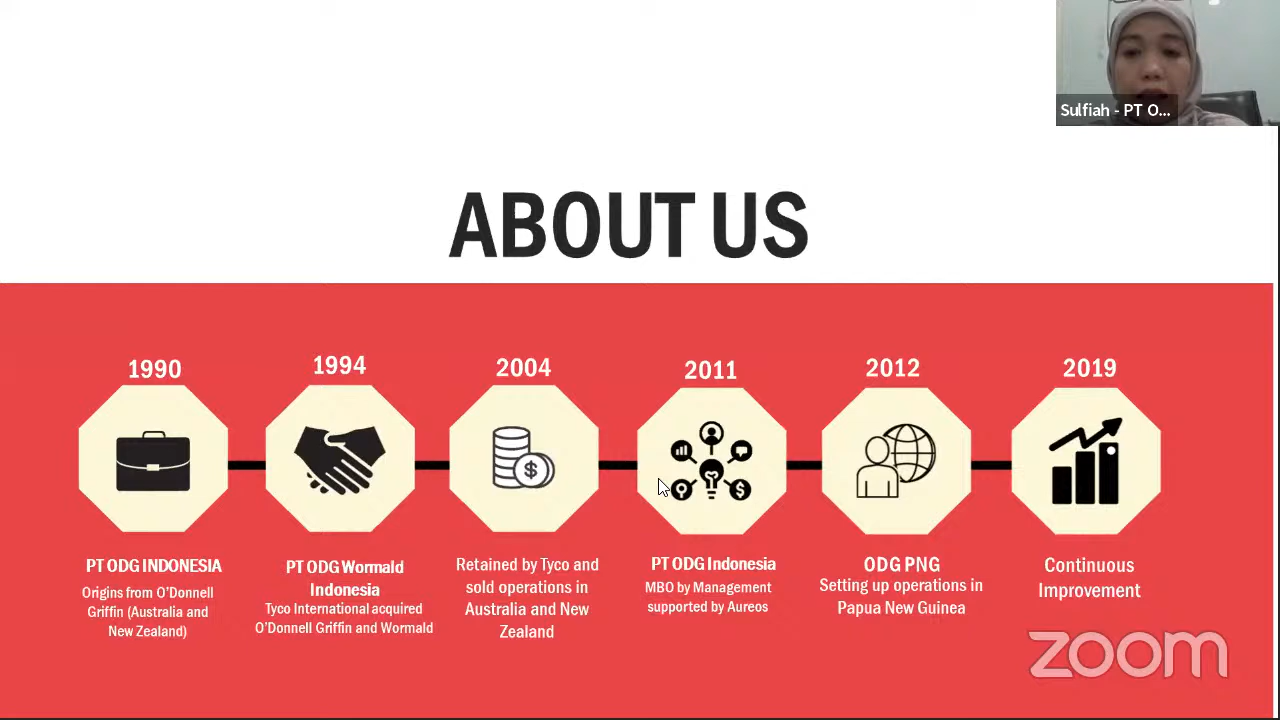 Sulfiah - PT O...
ABOUT US
1990
1994
2004
2011
2012
2019
PT ODG INDONESIA
Origins from O'Donnell
Griffin (Australia and
New Zealand)
PT ODG Wormald
Indonesia
Tyco International acquired
O'Donnell Griffin and Wormald
Retained by Tyco and
sold operations in
Australia and New
Zealand
PT ODG Indonesia
MBO by Management
supported by Aureos
ODG PNG
Setting up operations in
Papua New Guinea
Continuous
Improvement
zoom